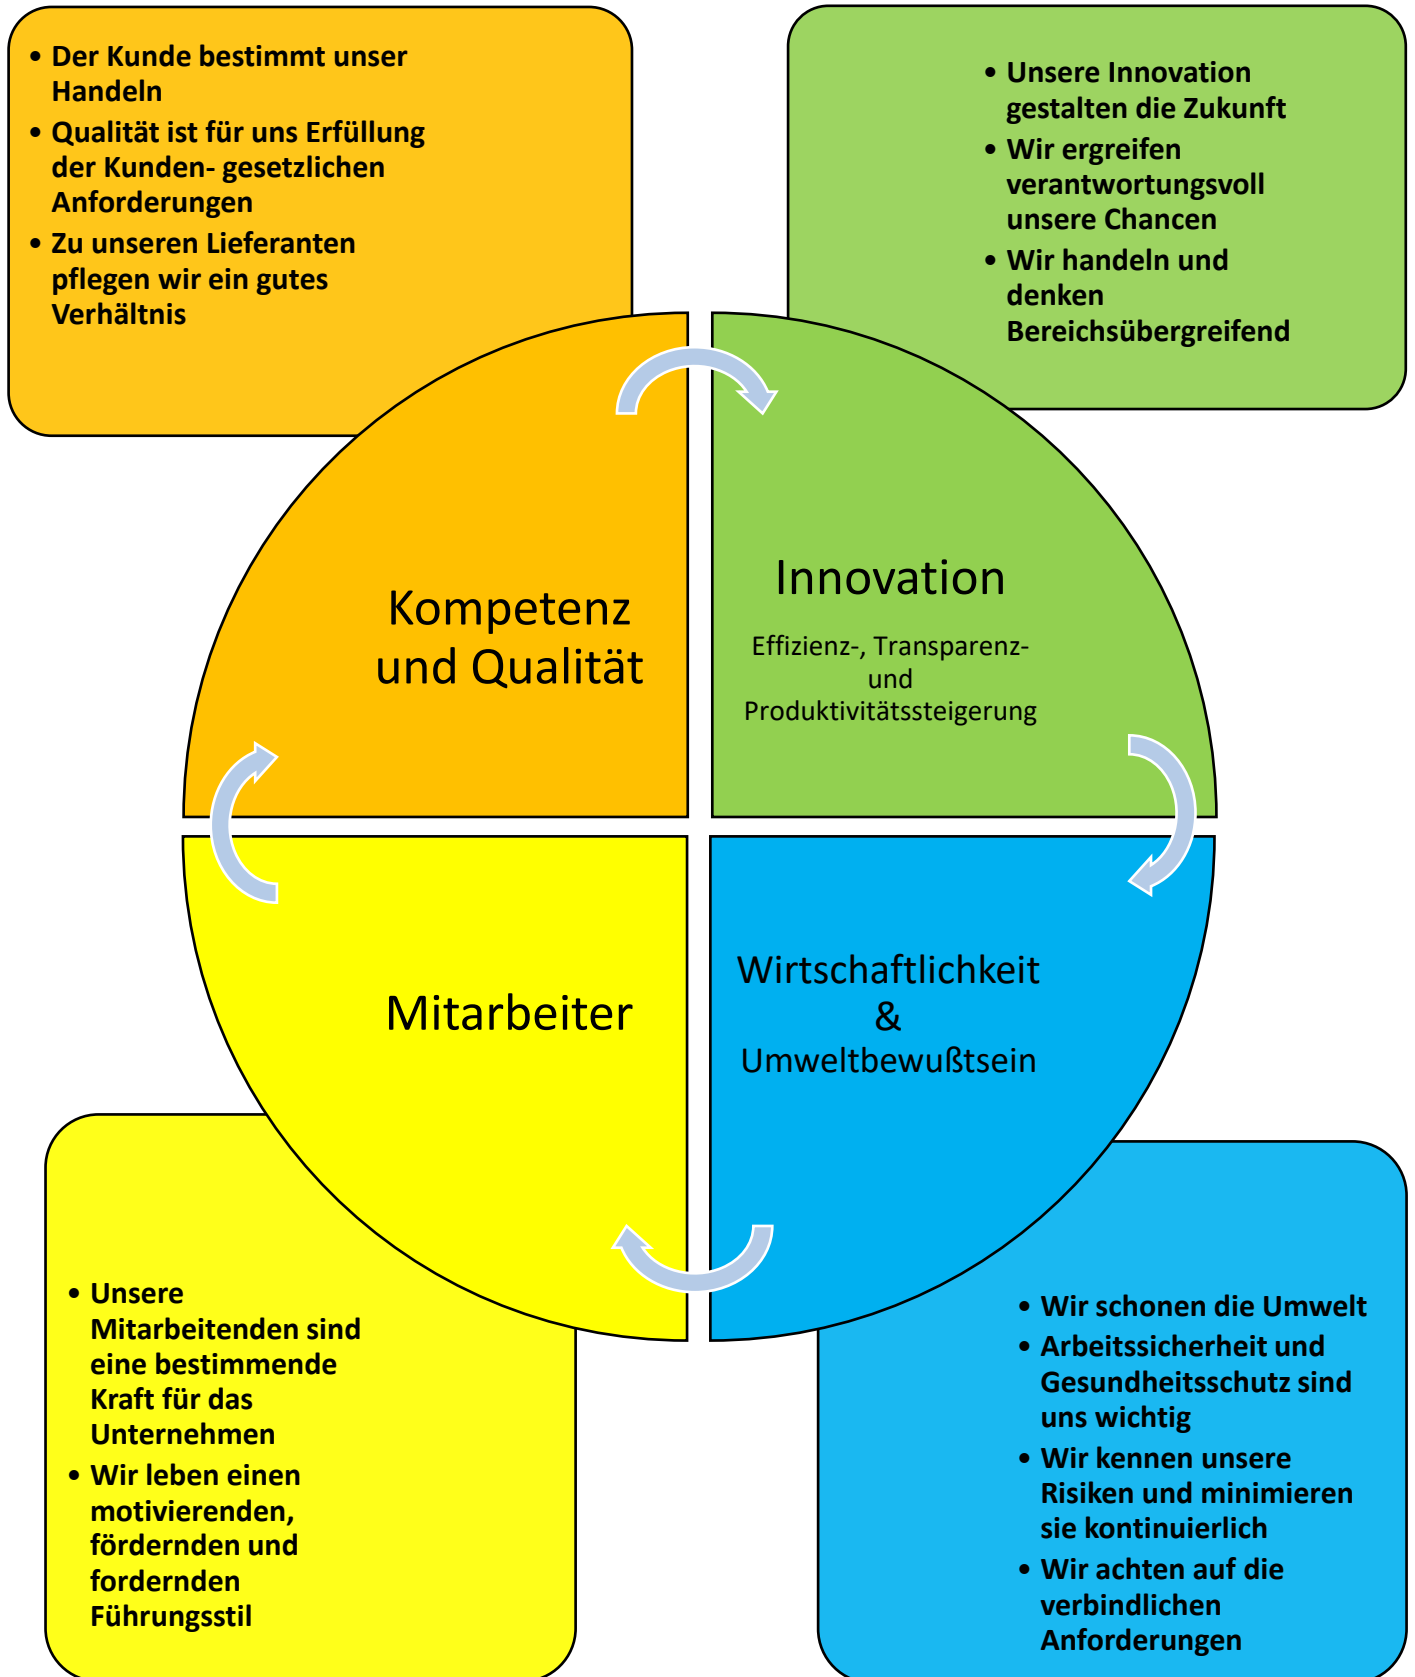 • Der Kunde bestimmt unser
Handeln
• Qualität ist für uns Erfüllung
der Kunden- gesetzlichen
Anforderungen
• Zu unseren Lieferanten
pflegen wir ein gutes
Verhältnis
• Unsere Innovation
gestalten die Zukunft
• Wir ergreifen
verantwortungsvoll
unsere Chancen
• Wir handeln und
denken
Bereichsübergreifend
Kompetenz
und Qualität
Innovation
Effizienz-, Transparenz-
und
Produktivitätssteigerung
Mitarbeiter
Wirtschaftlichkeit
&
Umweltbewußtsein
• Unsere
Mitarbeitenden sind
eine bestimmende
Kraft für das
Unternehmen
• Wir leben einen
motivierenden,
fördernden und
fordernden
Führungsstil
• Wir schonen die Umwelt
• Arbeitssicherheit und
Gesundheitsschutz sind
uns wichtig
• Wir kennen unsere
Risiken und minimieren
sie kontinuierlich
• Wir achten auf die
verbindlichen
Anforderungen